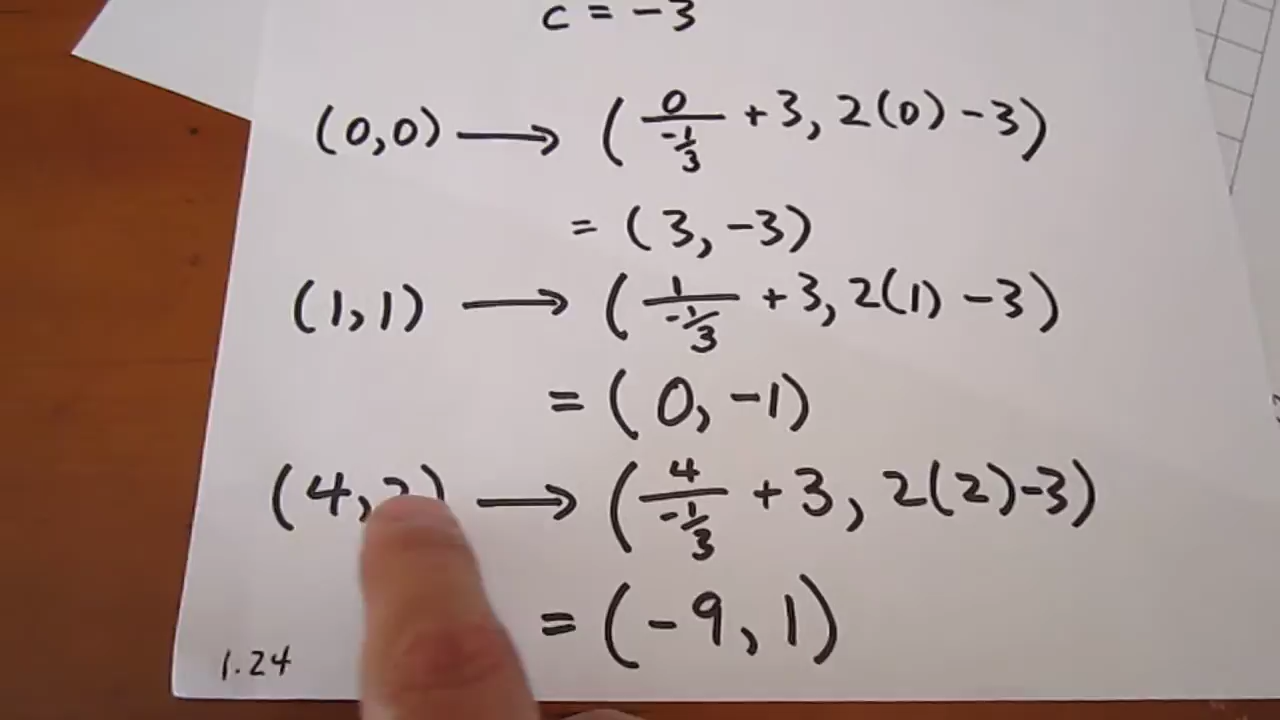 c = -3
(0,0) ⟶ (0/(-1/3) + 3, 2(0) - 3)
= (3, -3)
(1,1) ⟶ (1/(-1/3) + 3, 2(1) - 3)
= (0, -1)
(4,2) ⟶ (4/(-1/3) + 3, 2(2) - 3)
= (-9, 1)
1.24